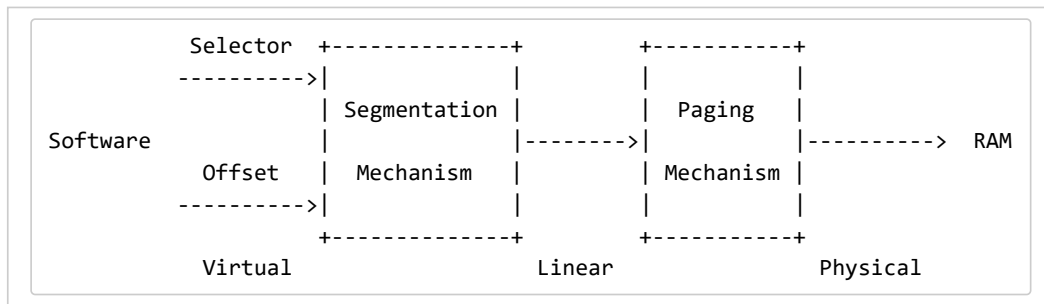 Selector +--------------+ +-----------+
---------->| | | |
| Segmentation | | Paging |
Software | |-------->| |----------> RAM
Offset | Mechanism | | Mechanism |
---------->| | | |
+--------------+ +-----------+
Virtual Linear Physical